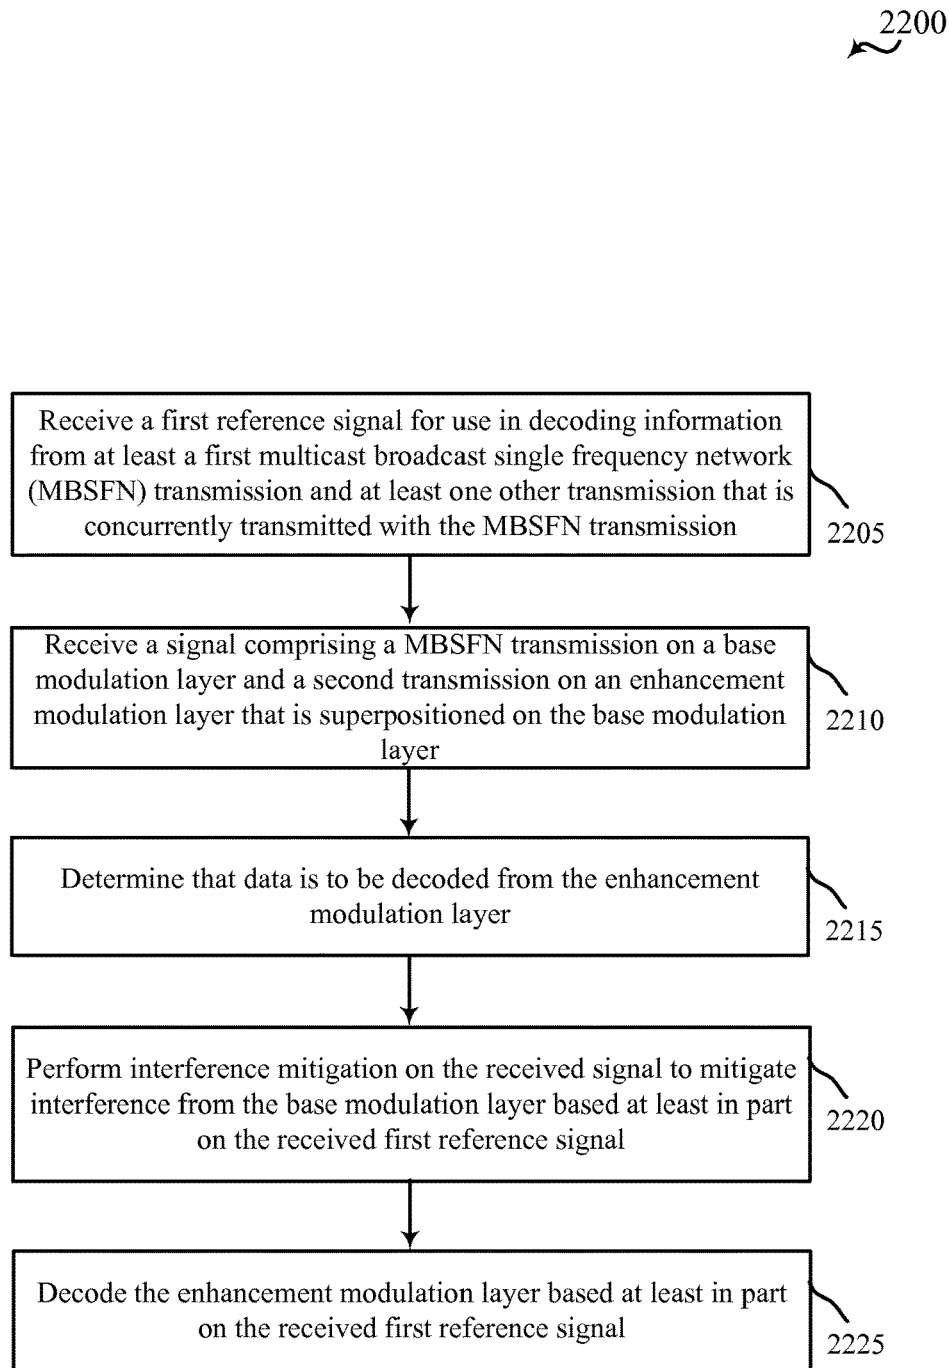 2200
Receive a first reference signal for use in decoding information
from at least a first multicast broadcast single frequency network
(MBSFN) transmission and at least one other transmission that is
concurrently transmitted with the MBSFN transmission
2205
Receive a signal comprising a MBSFN transmission on a base
modulation layer and a second transmission on an enhancement
modulation layer that is superpositioned on the base modulation
layer
2210
Determine that data is to be decoded from the enhancement
modulation layer
2215
Perform interference mitigation on the received signal to mitigate
interference from the base modulation layer based at least in part
on the received first reference signal
2220
Decode the enhancement modulation layer based at least in part
on the received first reference signal
2225